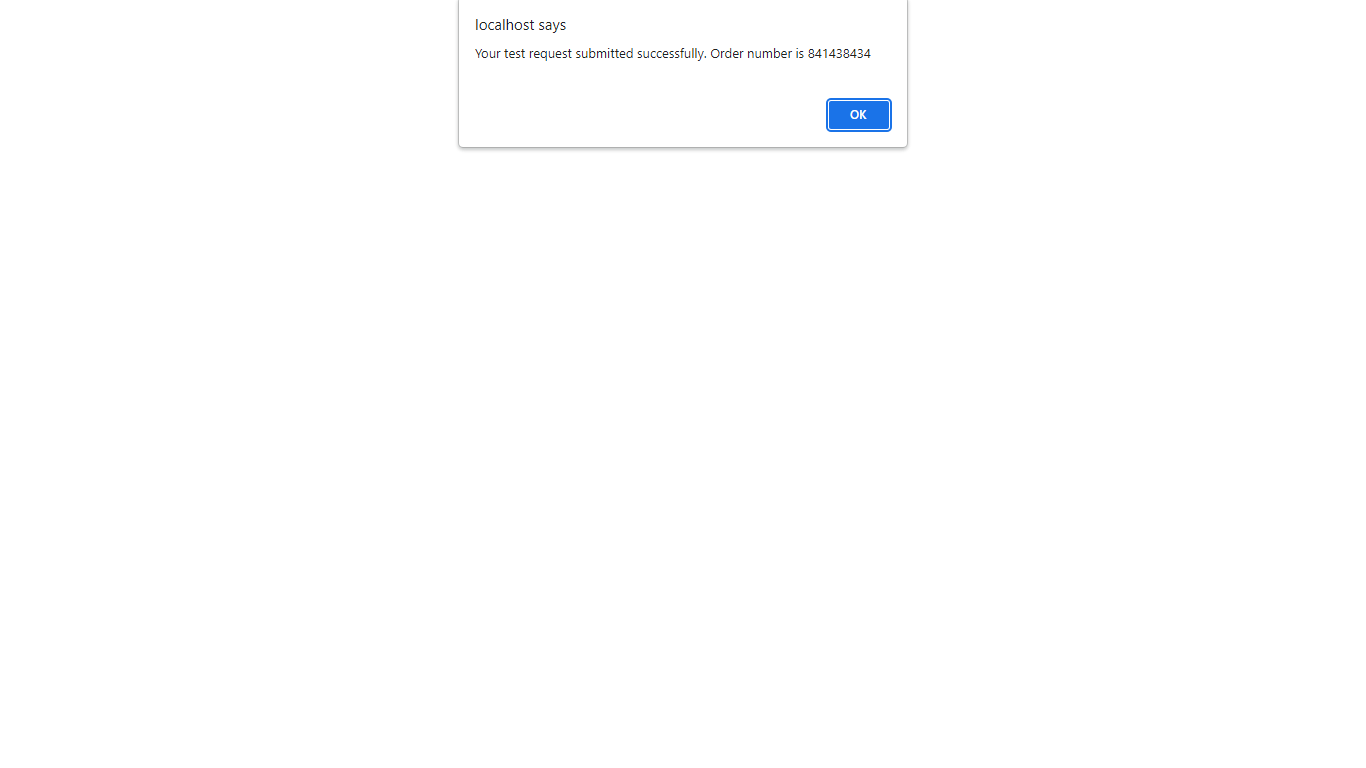 localhost says
Your test request submitted successfully. Order number is 841438434
OK